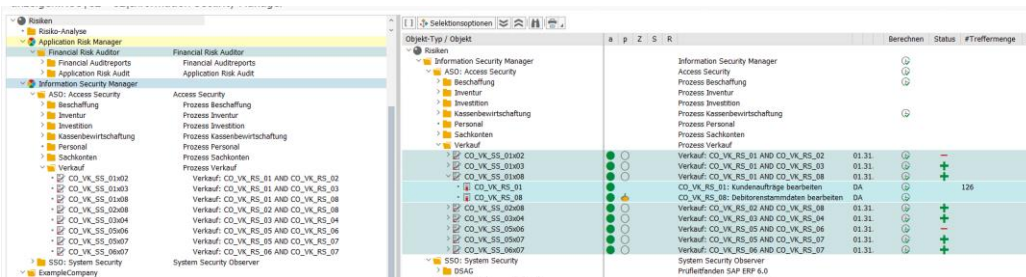 Risiken
Risiko-Analyse
Application Risk Manager
Financial Risk Auditor Financial Risk Auditor
Financial Auditreports Financial Auditreports
Application Risk Audit Application Risk Audit
Information Security Manager
ASO: Access Security Access Security
Beschaffung Prozess Beschaffung
Inventur Prozess Inventur
Investition Prozess Investition
Kassenbewirtschaftung Prozess Kassenbewirtschaftung
Personal Prozess Personal
Sachkonten Prozess Sachkonten
Verkauf Prozess Verkauf
CO_VK_SS_01x02 Verkauf: CO_VK_RS_01 AND CO_VK_RS_02
CO_VK_SS_01x03 Verkauf: CO_VK_RS_01 AND CO_VK_RS_03
CO_VK_SS_01x08 Verkauf: CO_VK_RS_01 AND CO_VK_RS_08
CO_VK_SS_02x08 Verkauf: CO_VK_RS_02 AND CO_VK_RS_08
CO_VK_SS_03x04 Verkauf: CO_VK_RS_03 AND CO_VK_RS_04
CO_VK_SS_05x06 Verkauf: CO_VK_RS_05 AND CO_VK_RS_06
CO_VK_SS_05x07 Verkauf: CO_VK_RS_05 AND CO_VK_RS_07
CO_VK_SS_06x07 Verkauf: CO_VK_RS_06 AND CO_VK_RS_07
SSO: System Security System Security Observer
ExampleCompany
Selektionsoptionen
Objekt-Typ / Objekt a p Z S R Berechnen Status #Treffermenge
Risiken
Information Security Manager Information Security Manager
ASO: Access Security Access Security
Beschaffung Prozess Beschaffung
Inventur Prozess Inventur
Investition Prozess Investition
Kassenbewirtschaftung Prozess Kassenbewirtschaftung
Personal Prozess Personal
Sachkonten Prozess Sachkonten
Verkauf Prozess Verkauf
CO_VK_SS_01x02 Verkauf: CO_VK_RS_01 AND CO_VK_RS_02 01.31.
CO_VK_SS_01x03 Verkauf: CO_VK_RS_01 AND CO_VK_RS_03 01.31.
CO_VK_SS_01x08 Verkauf: CO_VK_RS_01 AND CO_VK_RS_08 01.31.
CO_VK_RS_01 CO_VK_RS_01: Kundenaufträge bearbeiten DA 126
CO_VK_RS_08 CO_VK_RS_08: Debitorenstammdaten bearbeiten DA
CO_VK_SS_02x08 Verkauf: CO_VK_RS_02 AND CO_VK_RS_08 01.31.
CO_VK_SS_03x04 Verkauf: CO_VK_RS_03 AND CO_VK_RS_04 01.31.
CO_VK_SS_05x06 Verkauf: CO_VK_RS_05 AND CO_VK_RS_06 01.31.
CO_VK_SS_05x07 Verkauf: CO_VK_RS_05 AND CO_VK_RS_07 01.31.
CO_VK_SS_06x07 Verkauf: CO_VK_RS_06 AND CO_VK_RS_07 01.31.
SSO: System Security System Security Observer
DSAG Prüfleitfanden SAP ERP 6.0